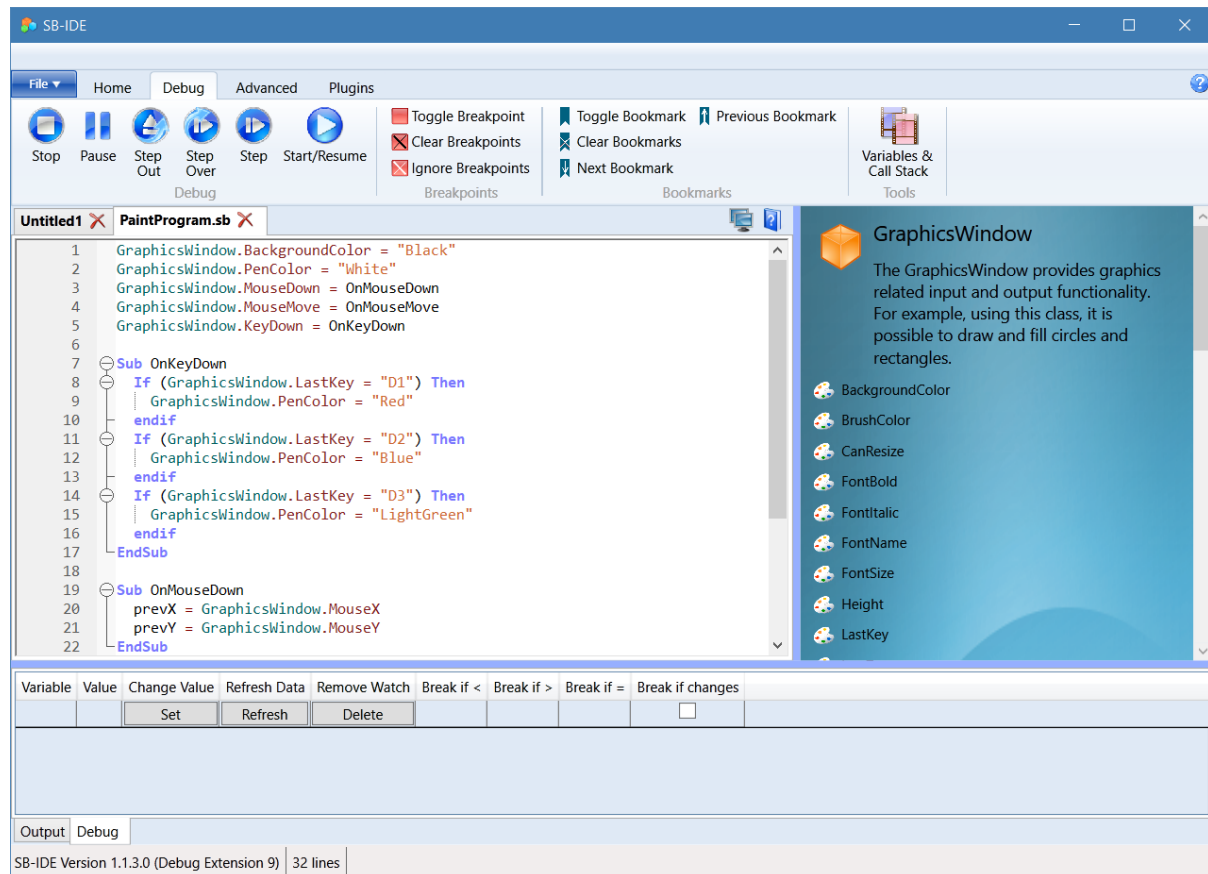 SB-IDE
File
Home Debug Advanced Plugins
Stop Pause Step Out Step Over Step Start/Resume
Debug
Toggle Breakpoint
Clear Breakpoints
Ignore Breakpoints
Breakpoints
Toggle Bookmark Previous Bookmark
Clear Bookmarks
Next Bookmark
Bookmarks
Variables & Call Stack
Tools
Untitled1 PaintProgram.sb
1 GraphicsWindow.BackgroundColor = "Black"
2 GraphicsWindow.PenColor = "White"
3 GraphicsWindow.MouseDown = OnMouseDown
4 GraphicsWindow.MouseMove = OnMouseMove
5 GraphicsWindow.KeyDown = OnKeyDown
6
7 Sub OnKeyDown
8 If (GraphicsWindow.LastKey = "D1") Then
9 GraphicsWindow.PenColor = "Red"
10 endif
11 If (GraphicsWindow.LastKey = "D2") Then
12 GraphicsWindow.PenColor = "Blue"
13 endif
14 If (GraphicsWindow.LastKey = "D3") Then
15 GraphicsWindow.PenColor = "LightGreen"
16 endif
17 EndSub
18
19 Sub OnMouseDown
20 prevX = GraphicsWindow.MouseX
21 prevY = GraphicsWindow.MouseY
22 EndSub
GraphicsWindow
The GraphicsWindow provides graphics
related input and output functionality.
For example, using this class, it is
possible to draw and fill circles and
rectangles.
BackgroundColor
BrushColor
CanResize
FontBold
FontItalic
FontName
FontSize
Height
LastKey
Variable Value Change Value Refresh Data Remove Watch Break if < Break if > Break if = Break if changes
Set Refresh Delete
Output Debug
SB-IDE Version 1.1.3.0 (Debug Extension 9) 32 lines